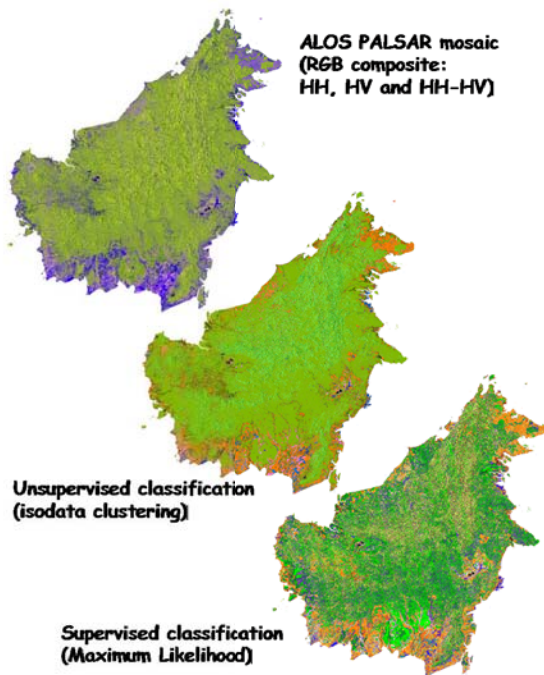 ALOS PALSAR mosaic
(RGB composite:
HH, HV and HH-HV)
Unsupervised classification
(isodata clustering)
Supervised classification
(Maximum Likelihood)